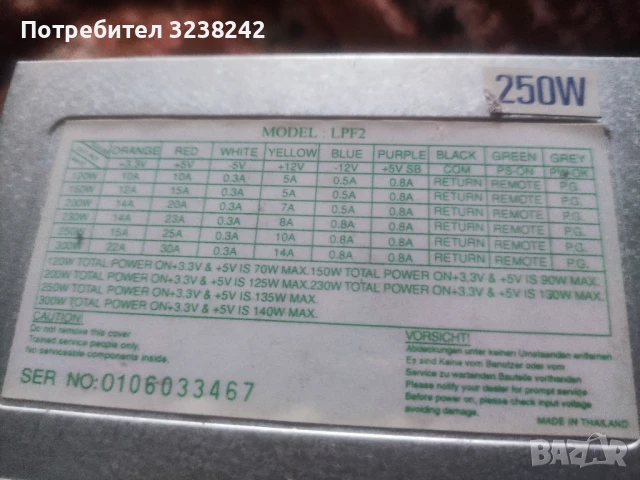 Потребител 3238242
250W
MODEL : LPF2
ORANGE RED WHITE YELLOW BLUE PURPLE BLACK GREEN GREY
+3.3V +5V -5V +12V -12V +5V SB COM PS-ON
120W 10A 10A 0.3A 5A 0.5A 0.8A RETURN REMOTE P.G.
150W 12A 15A 0.3A 5A 0.5A 0.8A RETURN REMOTE P.G.
200W 14A 20A 0.3A 7A 0.5A 0.8A RETURN REMOTE P.G.
230W 14A 23A 0.3A 8A 0.8A 0.8A RETURN REMOTE P.G.
250W 15A 25A 0.3A 10A 0.8A 0.8A RETURN REMOTE P.G.
300W 22A 30A 0.3A 14A 0.8A 0.8A RETURN REMOTE P.G.
120W TOTAL POWER ON+3.3V & +5V IS 70W MAX.150W TOTAL POWER ON+3.3V & +5V IS 90W MAX.
200W TOTAL POWER ON+3.3V & +5V IS 125W MAX.230W TOTAL POWER ON+3.3V & +5V IS 130W MAX.
250W TOTAL POWER ON+3.3V & +5V IS.135W MAX.
300W TOTAL POWER ON+3.3V & +5V IS 140W MAX.
CAUTION!
Do not remove this cover
Trained service people only.
No serviceable components inside.
VORSICHT!
Abdeckungen unter keinen Umstaenden entfernen
Es sind Keine vom Benutzer oder vom
Service zu wartenden Bauteile vorhanden
Please notify your dealer for prompt service
Before power on, please check input voltage
avoiding damage.
SER NO:0106033467
MADE IN THAILAND
BAZAR